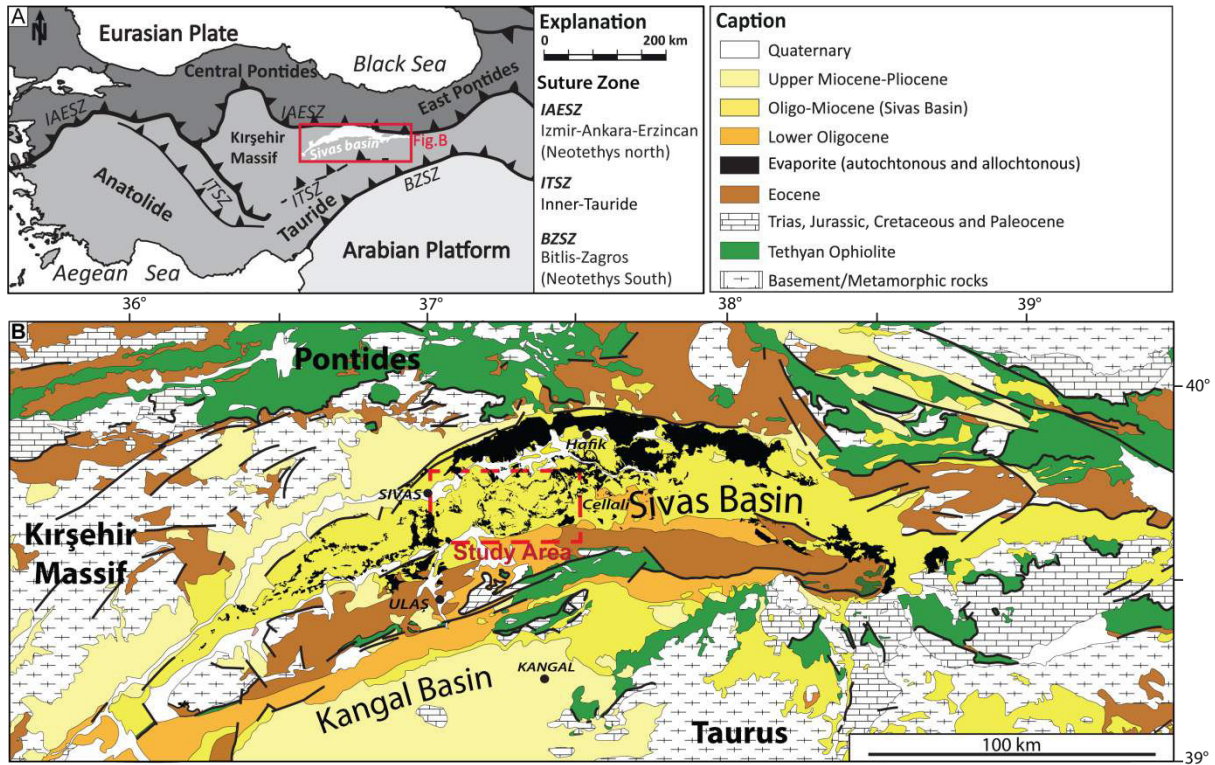 A
N
Eurasian Plate
Black Sea
Central Pontides
East Pontides
IAESZ
IAESZ
Kırşehir
Massif
Sivas basin
Fig.B
ITSZ
ITSZ
BZSZ
Anatolide
Tauride
Arabian Platform
Aegean Sea
Explanation
0 200 km
Suture Zone
IAESZ
Izmir-Ankara-Erzincan
(Neotethys north)
ITSZ
Inner-Tauride
BZSZ
Bitlis-Zagros
(Neotethys South)
Caption
Quaternary
Upper Miocene-Pliocene
Oligo-Miocene (Sivas Basin)
Lower Oligocene
Evaporite (autochtonous and allochtonous)
Eocene
Trias, Jurassic, Cretaceous and Paleocene
Tethyan Ophiolite
Basement/Metamorphic rocks
36° 37° 38° 39°
B
Pontides
40°
Hafik
SIVAS
Cellali
Sivas Basin
Kırşehir
Massif
Study Area
ULAS
KANGAL
Kangal Basin
Taurus
100 km
39°